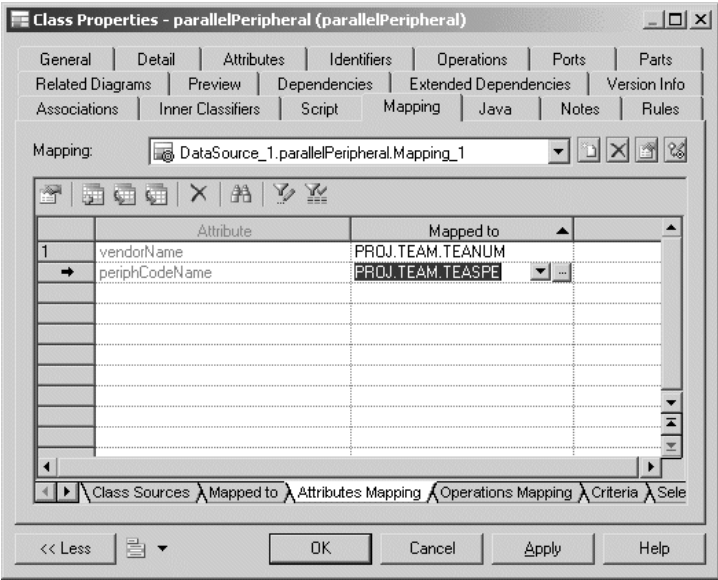 Class Properties - parallelPeripheral (parallelPeripheral)
General Detail Attributes Identifiers Operations Ports Parts
Related Diagrams Preview Dependencies Extended Dependencies Version Info
Associations Inner Classifiers Script Mapping Java Notes Rules
Mapping: DataSource_1.parallelPeripheral.Mapping_1
Attribute Mapped to
1 vendorName PROJ.TEAM.TEANUM
periphCodeName PROJ.TEAM.TEASPE ...
Class Sources Mapped to Attributes Mapping Operations Mapping Criteria Sele
<< Less OK Cancel Apply Help